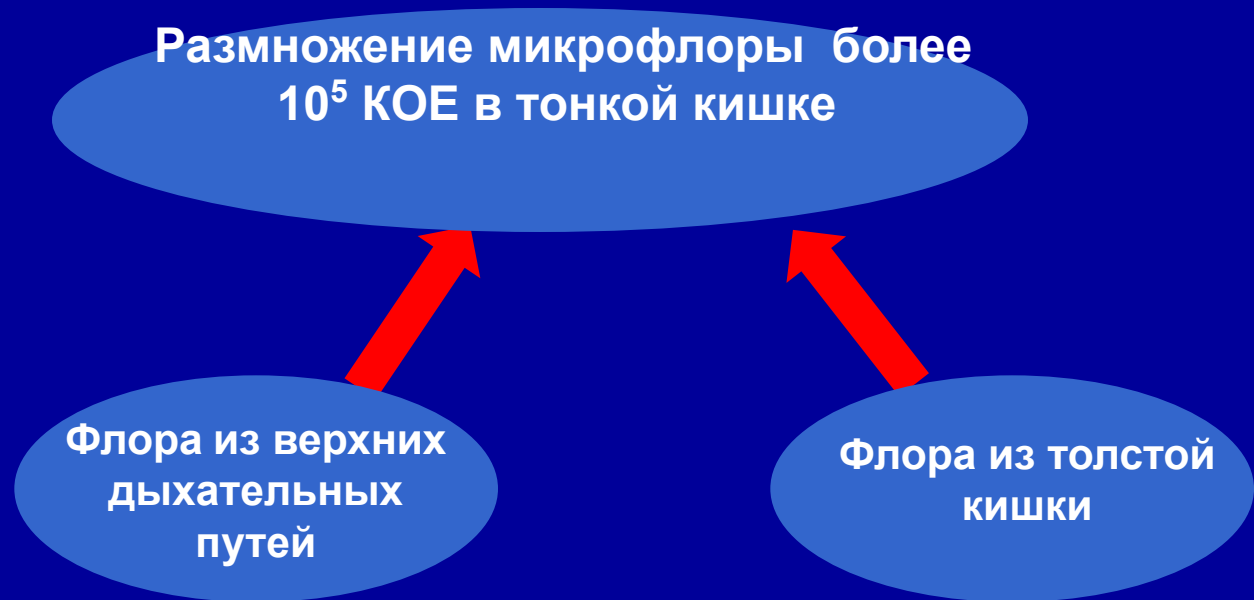 Размножение микрофлоры более
10⁵ КОЕ в тонкой кишке
Флора из верхних
дыхательных
путей
Флора из толстой
кишки